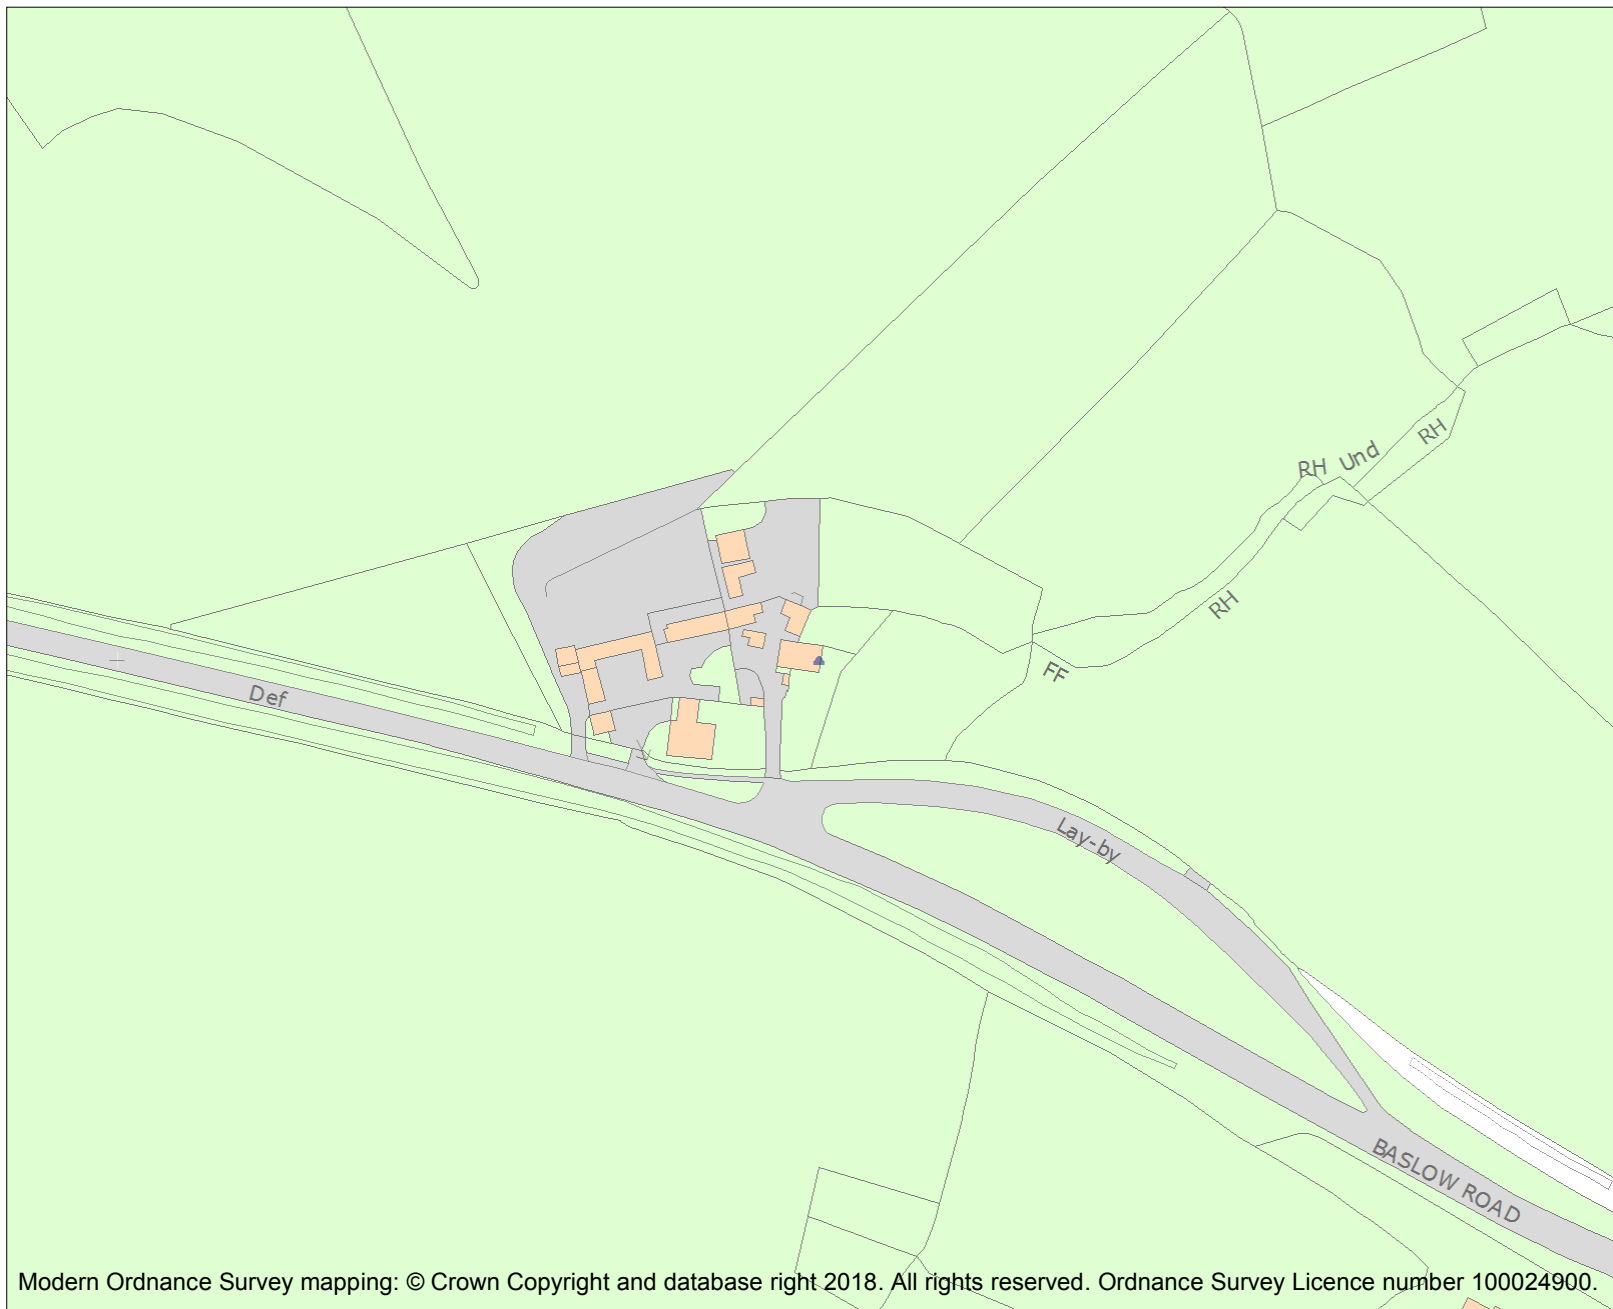 RH
RH Und
RH
FF
Def
Lay-by
BASLOW ROAD
Modern Ordnance Survey mapping: © Crown Copyright and database right 2018. All rights reserved. Ordnance Survey Licence number 100024900.